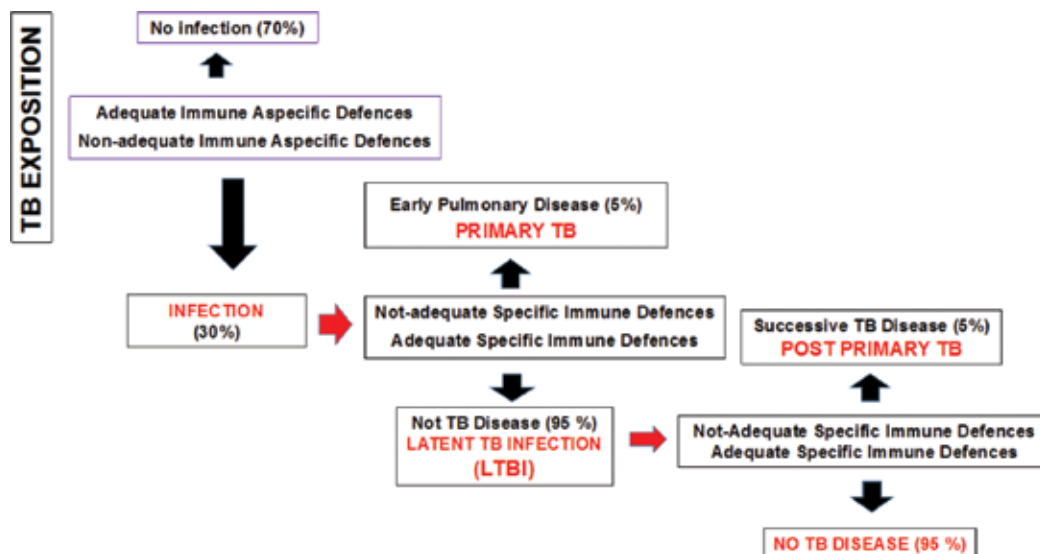 TB EXPOSITION
No infection (70%)
Adequate Immune Aspecific Defences
Non-adequate Immune Aspecific Defences
Early Pulmonary Disease (5%)
PRIMARY TB
INFECTION
(30%)
Not-adequate Specific Immune Defences
Adequate Specific Immune Defences
Successive TB Disease (5%)
POST PRIMARY TB
Not TB Disease (95 %)
LATENT TB INFECTION
(LTBI)
Not-Adequate Specific Immune Defences
Adequate Specific Immune Defences
NO TB DISEASE (95 %)